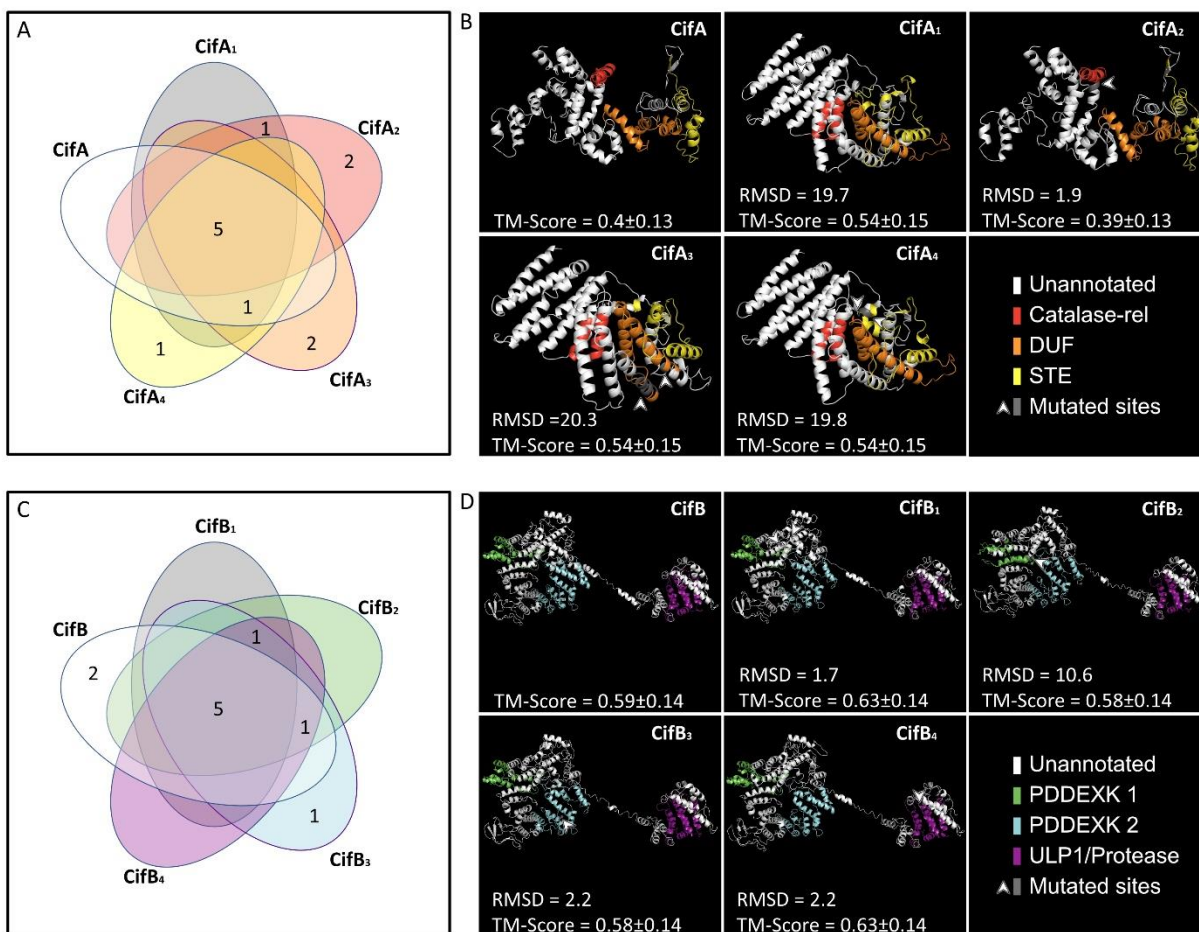 A
CifA1
CifA
CifA2
1
2
5
1
1
2
CifA3
CifA4
B
CifA
TM-Score = 0.4±0.13
CifA1
RMSD = 19.7
TM-Score = 0.54±0.15
CifA2
RMSD = 1.9
TM-Score = 0.39±0.13
CifA3
RMSD =20.3
TM-Score = 0.54±0.15
CifA4
RMSD = 19.8
TM-Score = 0.54±0.15
Unannotated
Catalase-rel
DUF
STE
Mutated sites
C
CifB1
CifB2
CifB
1
2
5
1
1
CifB3
CifB4
D
CifB
TM-Score = 0.59±0.14
CifB1
RMSD = 1.7
TM-Score = 0.63±0.14
CifB2
RMSD = 10.6
TM-Score = 0.58±0.14
CifB3
RMSD = 2.2
TM-Score = 0.58±0.14
CifB4
RMSD = 2.2
TM-Score = 0.63±0.14
Unannotated
PDDEXK 1
PDDEXK 2
ULP1/Protease
Mutated sites